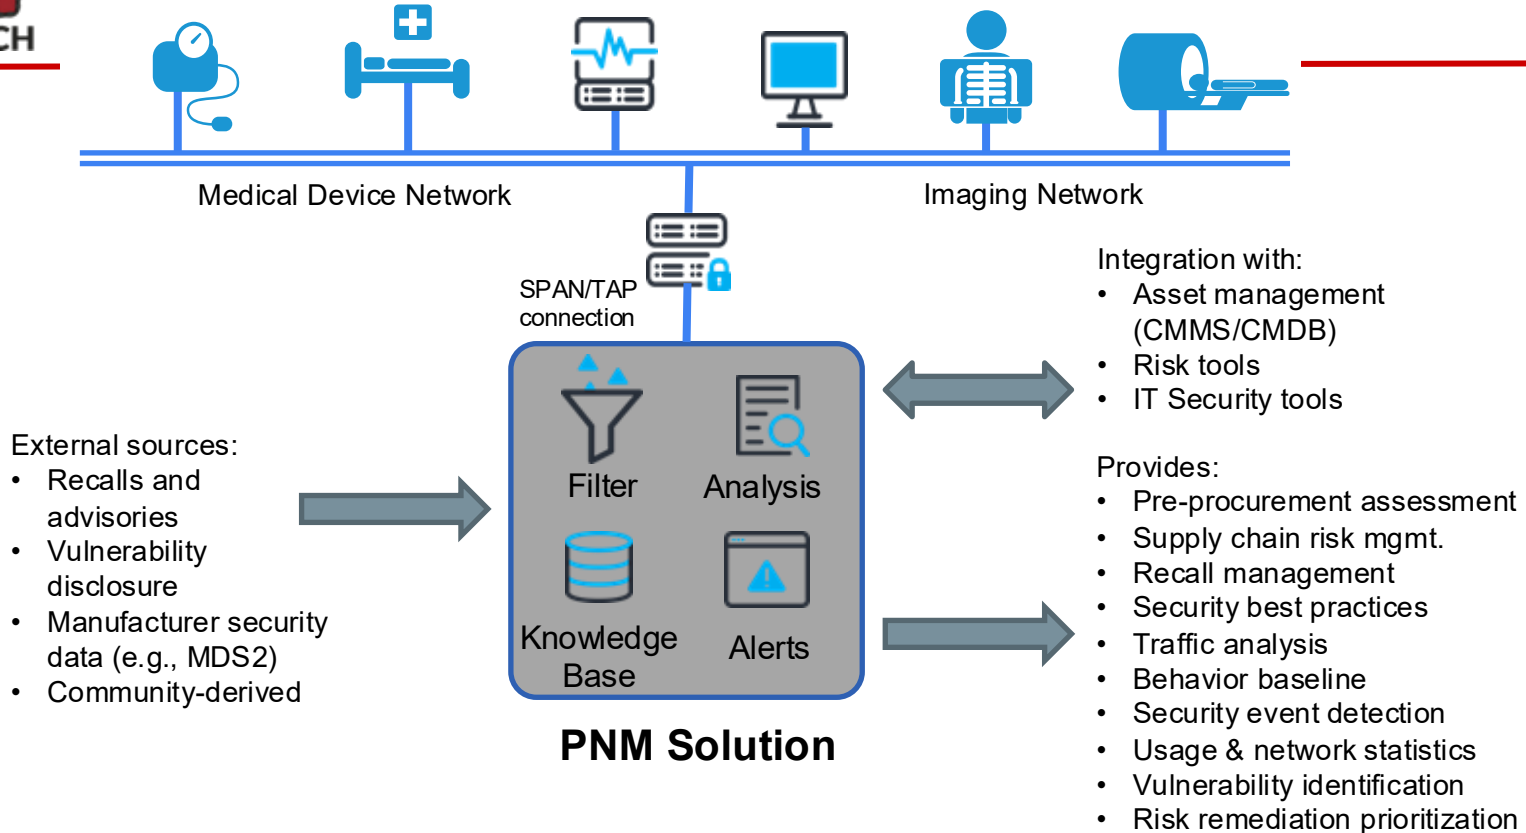 CH
Medical Device Network
Imaging Network
SPAN/TAP
connection
Integration with:
• Asset management
(CMMS/CMDB)
• Risk tools
• IT Security tools
External sources:
• Recalls and
advisories
• Vulnerability
disclosure
• Manufacturer security
data (e.g., MDS2)
• Community-derived
Filter
Analysis
Knowledge
Base
Alerts
PNM Solution
Provides:
• Pre-procurement assessment
• Supply chain risk mgmt.
• Recall management
• Security best practices
• Traffic analysis
• Behavior baseline
• Security event detection
• Usage & network statistics
• Vulnerability identification
• Risk remediation prioritization